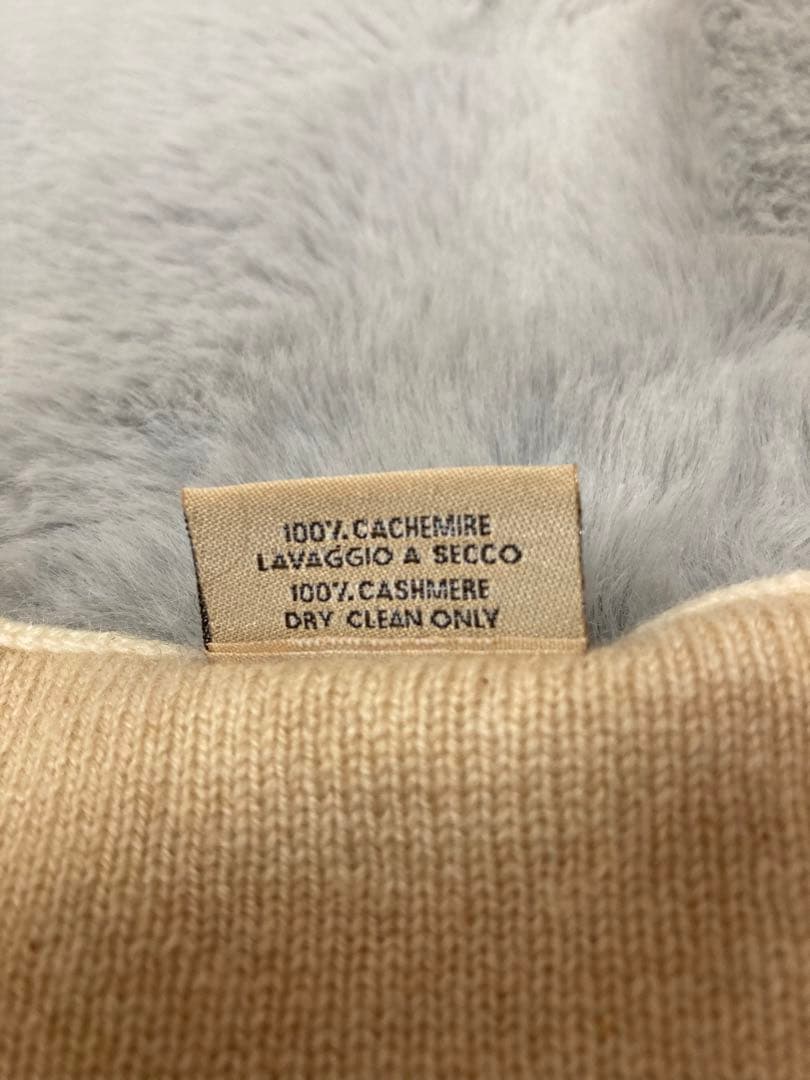 100% CACHEMIRE
LAVAGGIO A SECCO
100% CASHMERE
DRY CLEAN ONLY